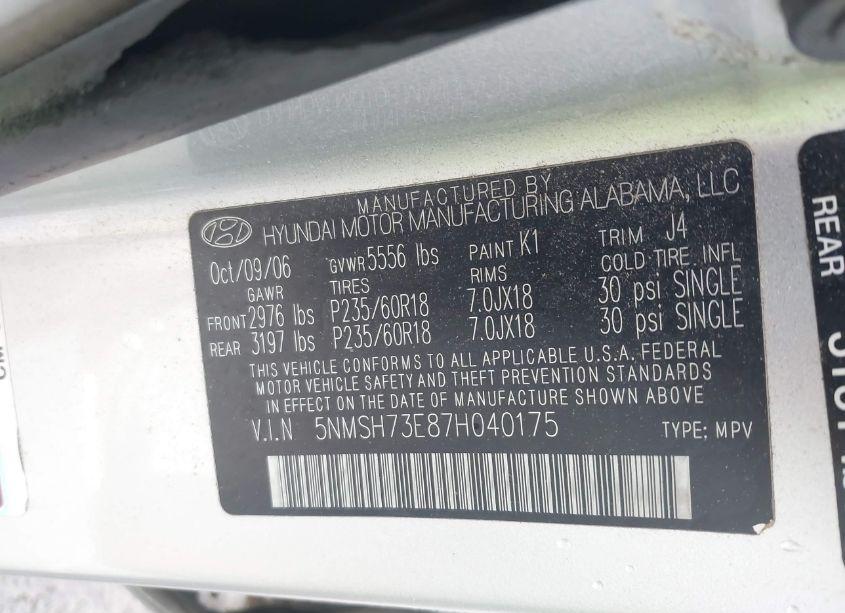 MANUFACTURED BY
HYUNDAI MOTOR MANUFACTURING ALABAMA, LLC
Oct/09/06 GVWR 5556 lbs PAINT K1 TRIM J4
GAWR TIRES RIMS COLD TIRE. INFL
FRONT 2976 lbs P235/60R18 7.0JX18 30 psi SINGLE
REAR 3197 lbs P235/60R18 7.0JX18 30 psi SINGLE
THIS VEHICLE CONFORMS TO ALL APPLICABLE U.S.A. FEDERAL
MOTOR VEHICLE SAFETY AND THEFT PREVENTION STANDARDS
IN EFFECT ON THE DATE OF MANUFACTURE SHOWN ABOVE
V.I.N 5NMSH73E87H040175 TYPE; MPV
REAR
CM